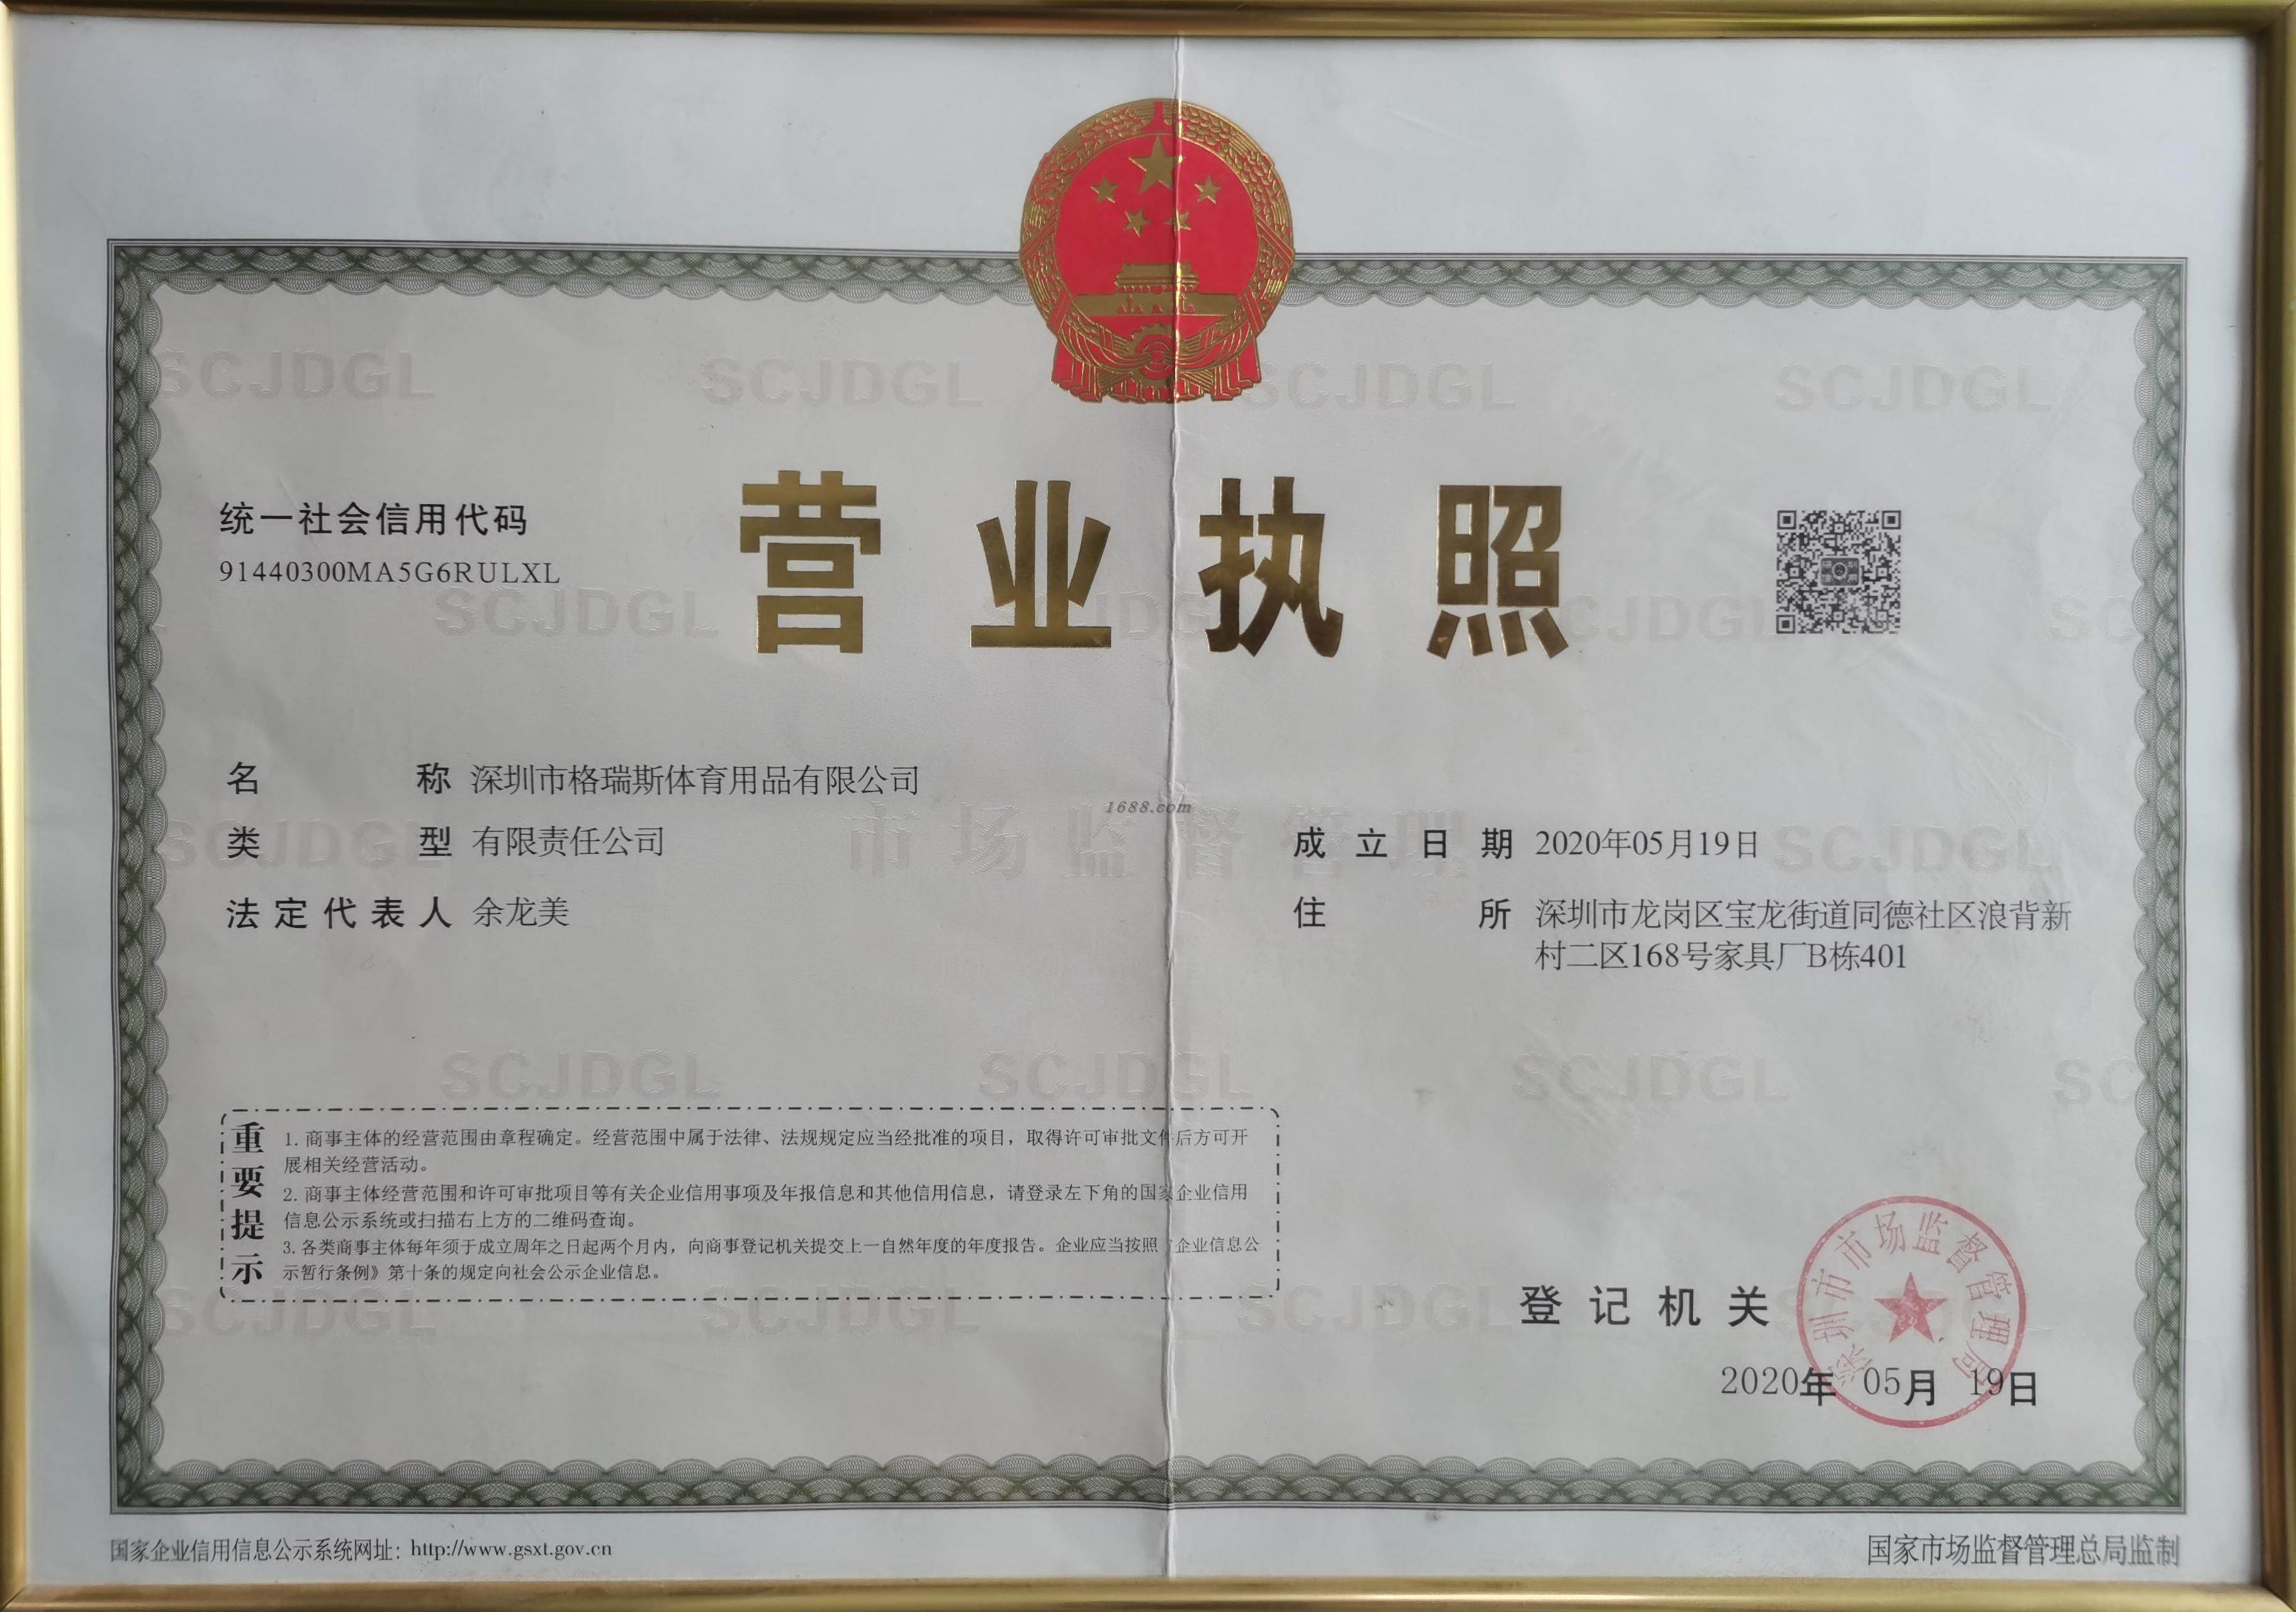 统一社会信用代码
91440300MA5G6RULXL
营业执照
名称 深圳市格瑞斯体育用品有限公司
类型 有限责任公司
法定代表人 余龙美
成立日期 2020年05月19日
住所 深圳市龙岗区宝龙街道同德社区浪背新
村二区168号家具厂B栋401
1688.com
市场监督管理
SCJDGL
重要提示
1. 商事主体的经营范围由章程确定。经营范围中属于法律、法规规定应当经批准的项目，取得许可审批文件后方可开
展相关经营活动。
2. 商事主体经营范围和许可审批项目等有关企业信用事项及年报信息和其他信用信息，请登录左下角的国家企业信用
信息公示系统或扫描右上方的二维码查询。
3. 各类商事主体每年须于成立周年之日起两个月内，向商事登记机关提交上一自然年度的年度报告。企业应当按照《企业信息公
示暂行条例》第十条的规定向社会公示企业信息。
登记机关
深圳市市场监督管理局
2020年05月19日
国家企业信用信息公示系统网址：http://www.gsxt.gov.cn
国家市场监督管理总局监制